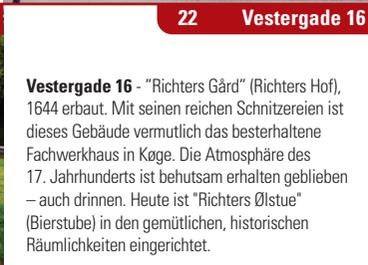 22 Vestergade 16
Vestergade 16 - "Richters Gård" (Richters Hof),
1644 erbaut. Mit seinen reichen Schnitzereien ist
dieses Gebäude vermutlich das besterhaltene
Fachwerkhaus in Køge. Die Atmosphäre des
17. Jahrhunderts ist behutsam erhalten geblieben
– auch drinnen. Heute ist "Richters Ølstue"
(Bierstube) in den gemütlichen, historischen
Räumlichkeiten eingerichtet.